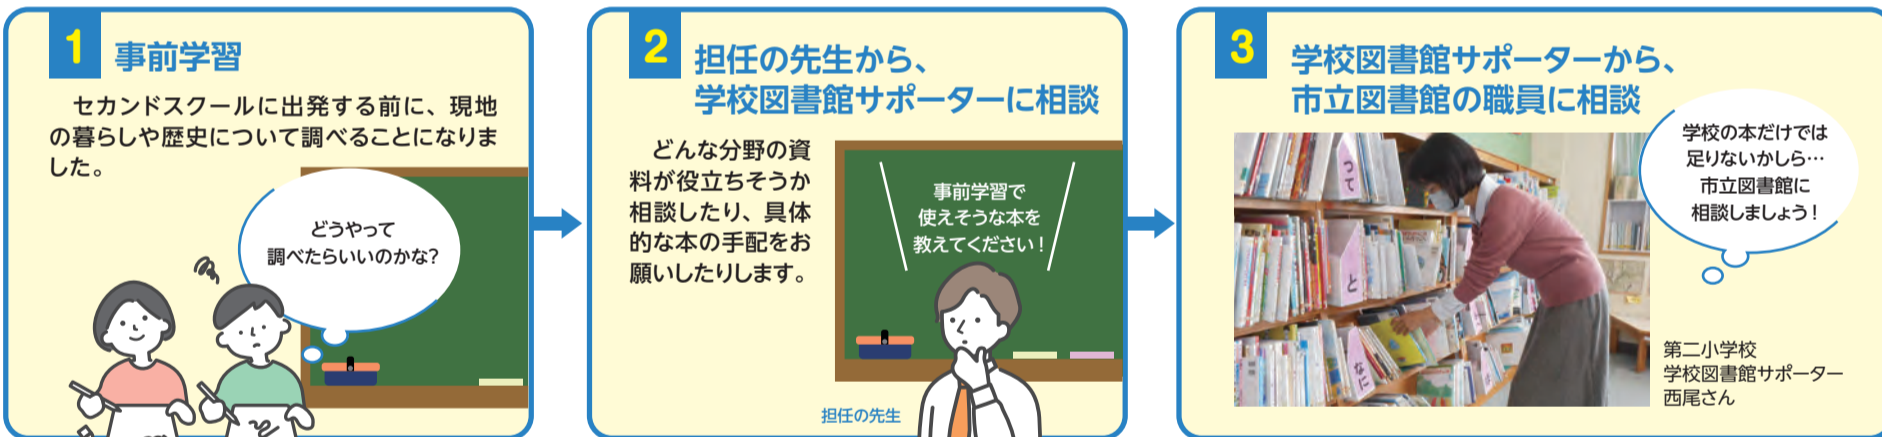 1
事前学習
セカンドスクールに出発する前に、現地
の暮らしや歴史について調べることになりま
した。
どうやって
調べたらいいのかな?
2
担任の先生から、
学校図書館サポーターに相談
どんな分野の資
料が役立ちそうか
相談したり、具体
的な本の手配をお
願いしたりします。
事前学習で
使えそうな本を
教えてください!
担任の先生
3
学校図書館サポーターから、
市立図書館の職員に相談
学校の本だけでは
足りないかしら…
市立図書館に
相談しましょう!
つて
と
なに
第二小学校
学校図書館サポーター
西尾さん